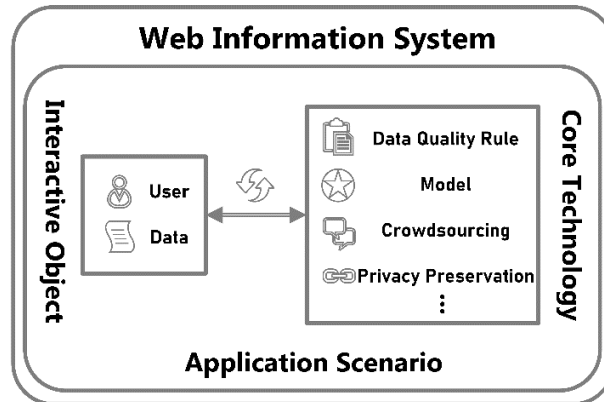 Web Information System
Interactive Object
User
Data
Data Quality Rule
Model
Crowdsourcing
Privacy Preservation
⋮
Core Technology
Application Scenario